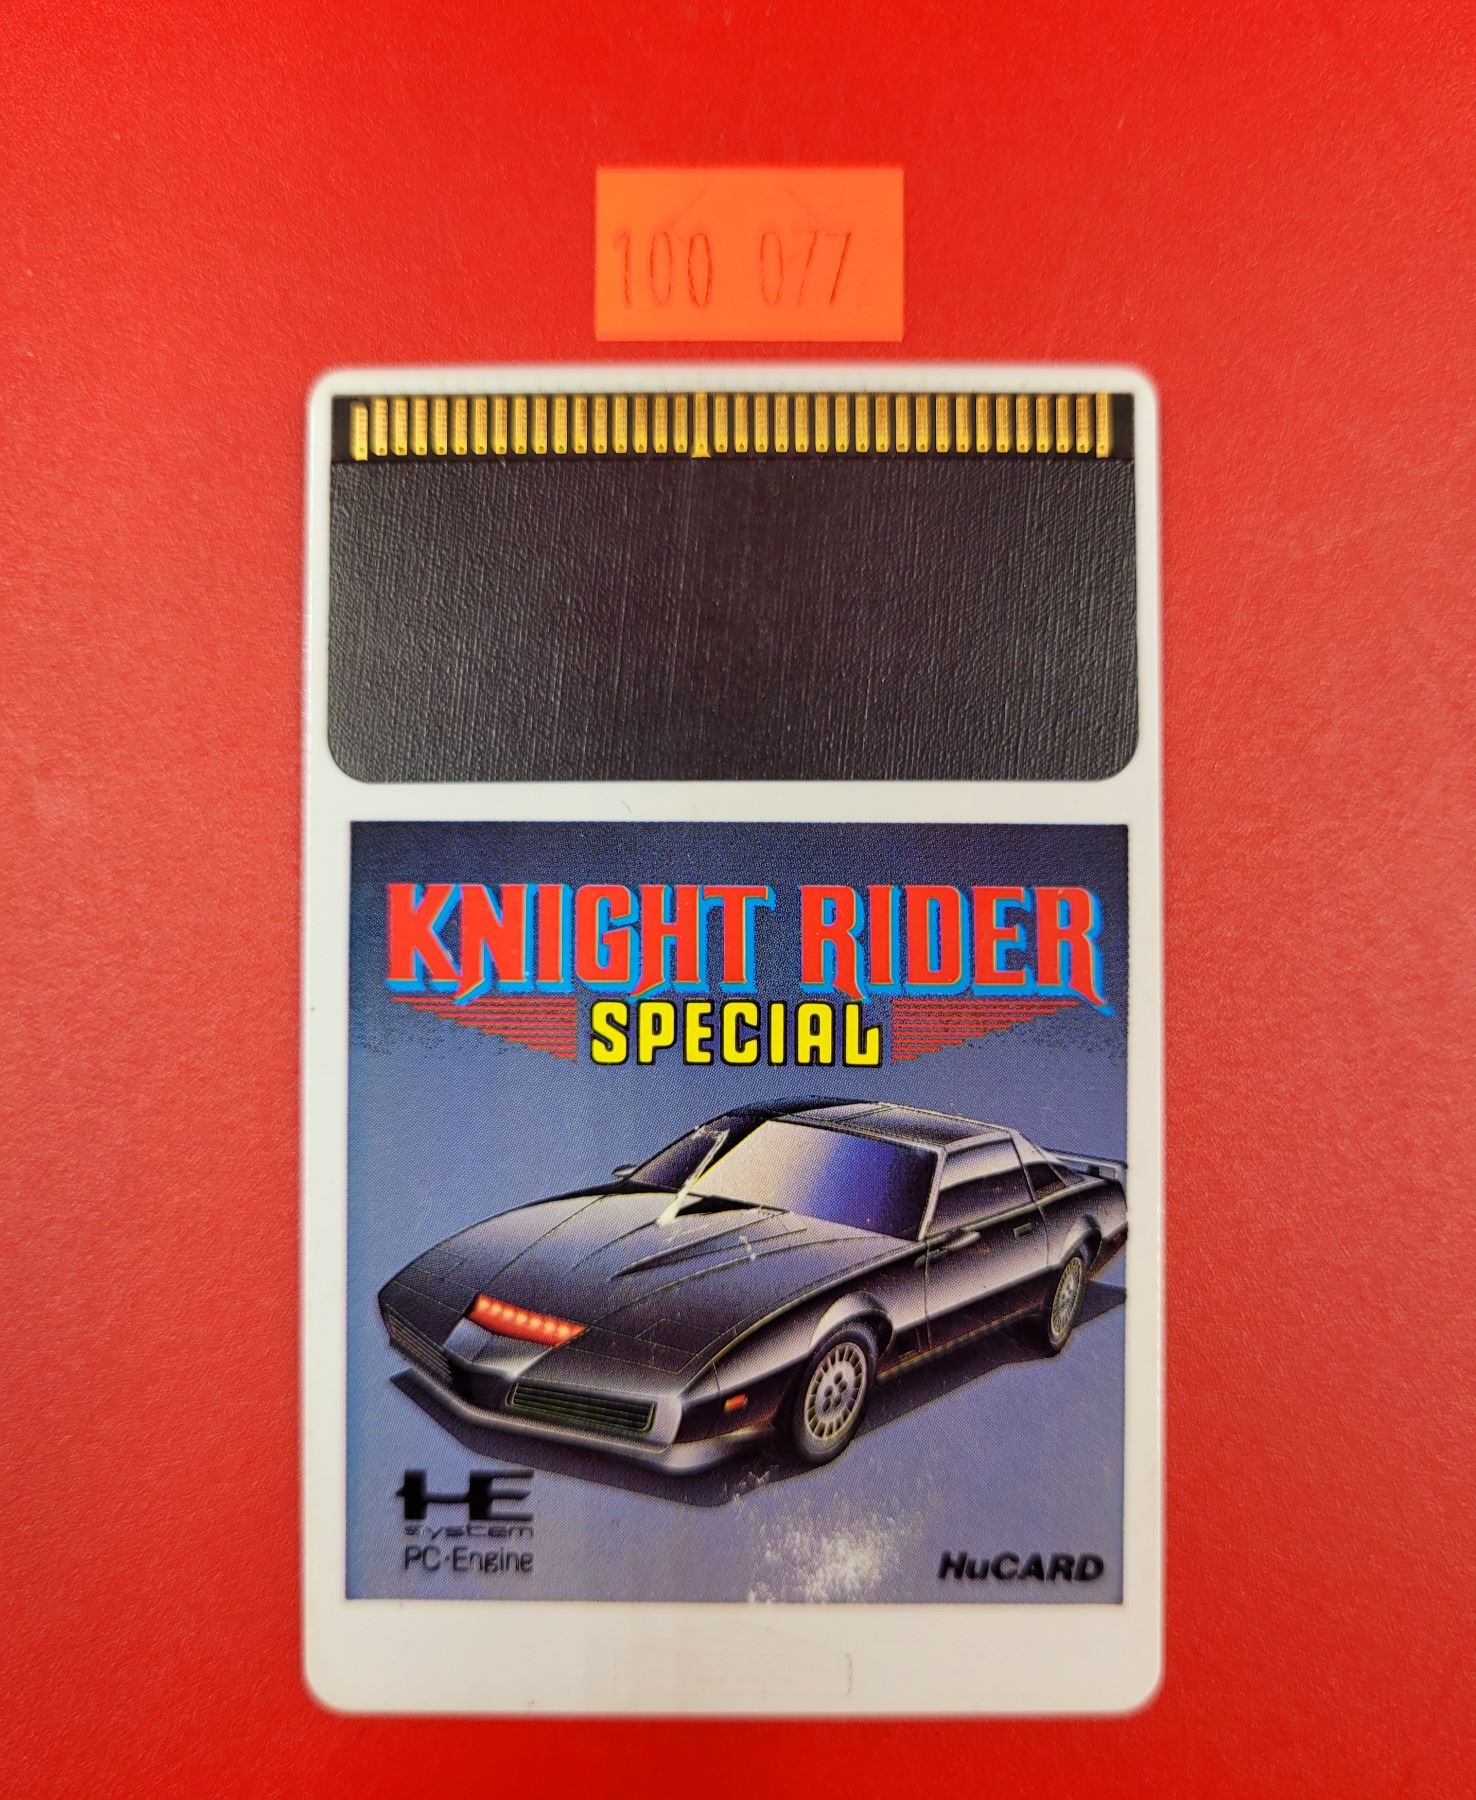 100 077
KNIGHT RIDER
SPECIAL
HE
system
PC·Engine
HuCARD